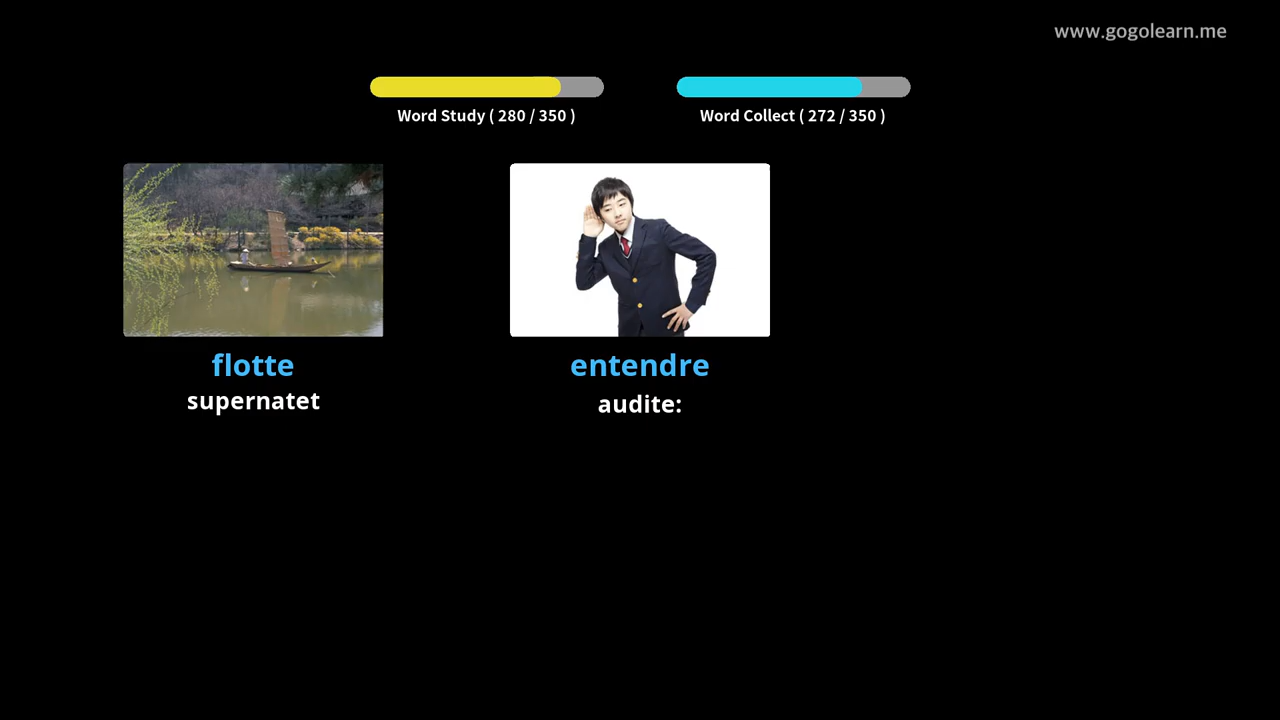 www.gogolearn.me
Word Study ( 280 / 350 )
Word Collect ( 272 / 350 )
flotte
supernatet
entendre
audite: